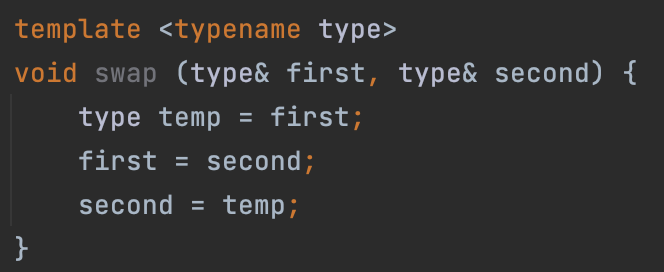 template <typename type>
void swap (type& first, type& second) {
    type temp = first;
    first = second;
    second = temp;
}